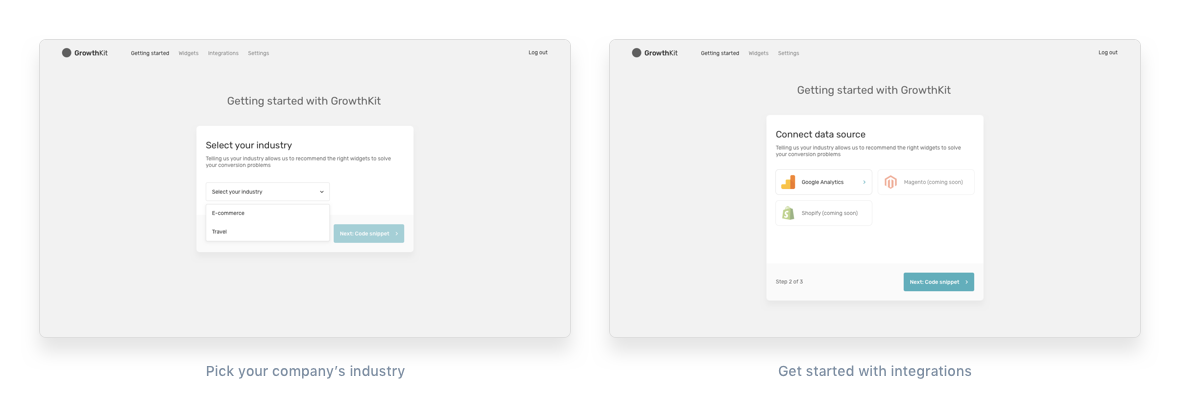 GrowthKit Getting started Widgets Integrations Settings Log out
Getting started with GrowthKit
Select your industry
Telling us your industry allows us to recommend the right widgets to solve
your conversion problems
Select your industry
E-commerce
Travel
Next: Code snippet
Pick your company's industry
GrowthKit Getting started Widgets Settings Log out
Getting started with GrowthKit
Connect data source
Telling us your industry allows us to recommend the right widgets to solve
your conversion problems
Google Analytics
Magento (coming soon)
Shopify (coming soon)
Step 2 of 3
Next: Code snippet
Get started with integrations